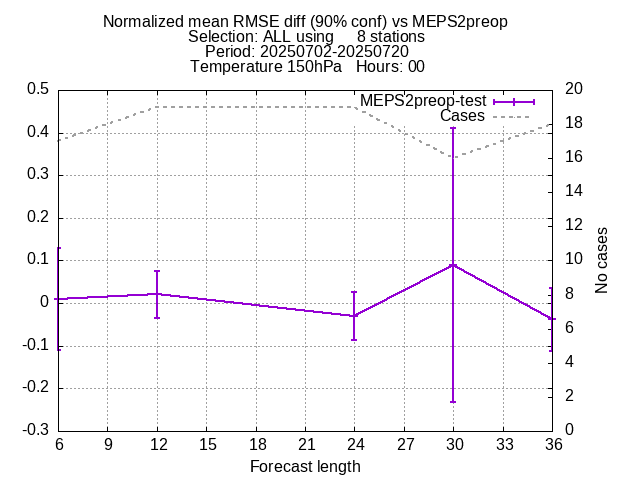 Normalized mean RMSE diff (90% conf) vs MEPS2preop
Selection: ALL using 8 stations
Period: 20250702-20250720
Temperature 150hPa Hours: 00
MEPS2preop-test
Cases
0.5
0.4
0.3
0.2
0.1
0
-0.1
-0.2
-0.3
20
18
16
14
12
10
8
6
4
2
0
No cases
6 9 12 15 18 21 24 27 30 33 36
Forecast length